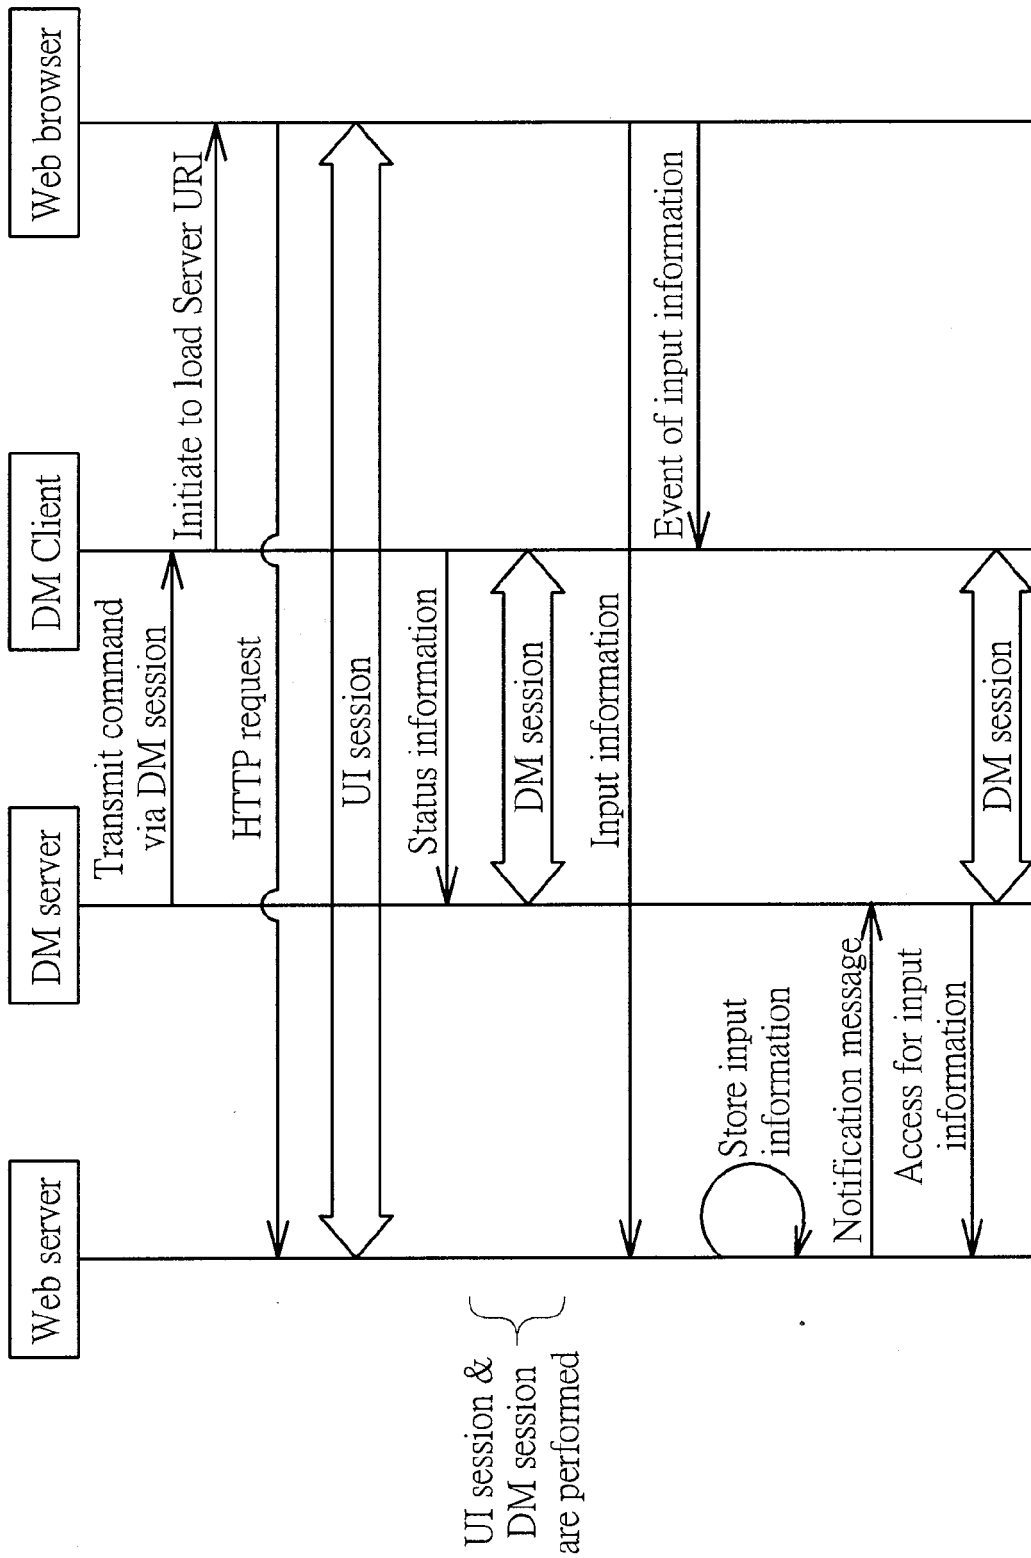 Web server
DM server
DM Client
Web browser
Transmit command
via DM session
Initiate to load Server URI
HTTP request
UI session
Status information
UI session &
DM session
are performed
DM session
Input information
Event of input information
Store input
information
Notification message
Access for input
information
DM session